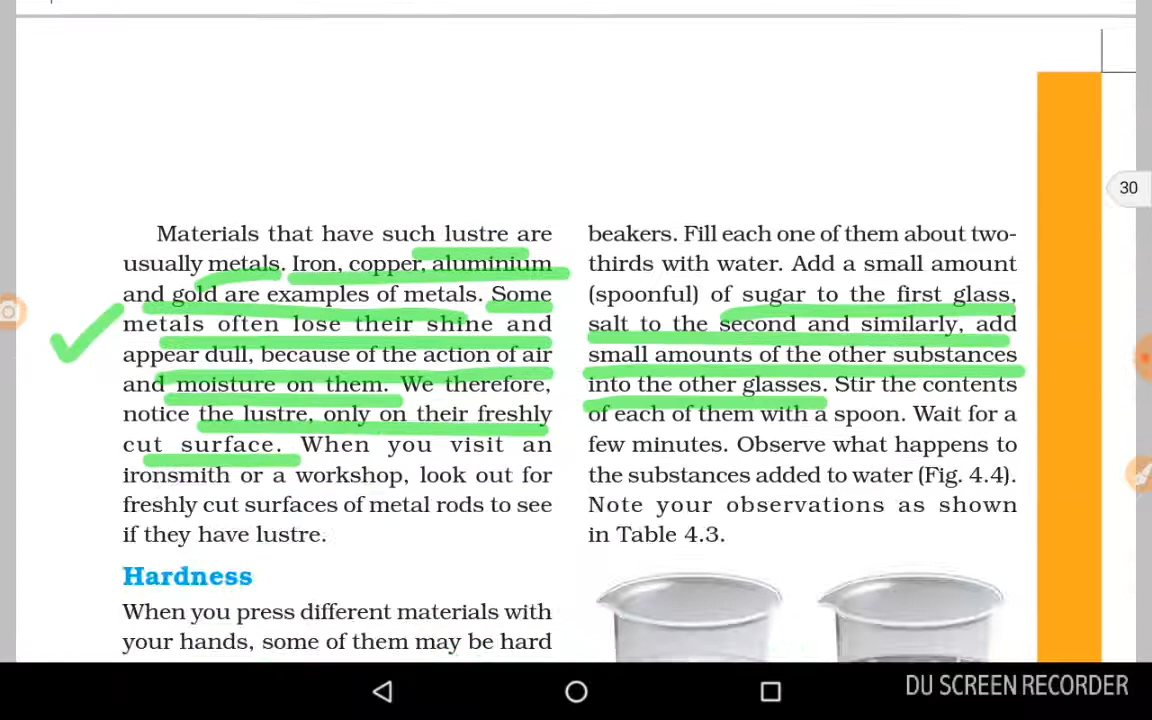 Materials that have such lustre are
usually metals. Iron, copper, aluminium
and gold are examples of metals. Some
metals often lose their shine and
appear dull, because of the action of air
and moisture on them. We therefore,
notice the lustre, only on their freshly
cut surface. When you visit an
ironsmith or a workshop, look out for
freshly cut surfaces of metal rods to see
if they have lustre.
Hardness
When you press different materials with
your hands, some of them may be hard
beakers. Fill each one of them about two-
thirds with water. Add a small amount
(spoonful) of sugar to the first glass,
salt to the second and similarly, add
small amounts of the other substances
into the other glasses. Stir the contents
of each of them with a spoon. Wait for a
few minutes. Observe what happens to
the substances added to water (Fig. 4.4).
Note your observations as shown
in Table 4.3.
30
DU SCREEN RECORDER